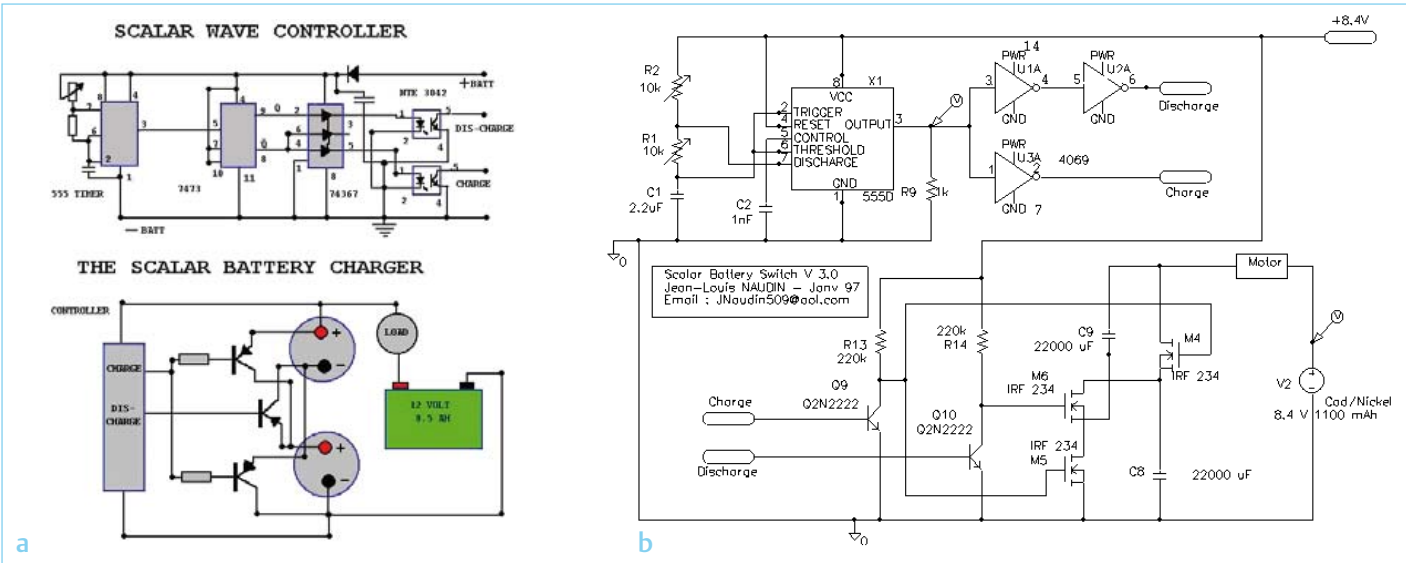 SCALAR WAVE CONTROLLER
+BATT
NTE 3042
DIS-CHARGE
CHARGE
555 TIMER
7473
74367
— BATT
THE SCALAR BATTERY CHARGER
CONTROLLER
CHARGE
DIS-
CHARGE
+
-
+
-
LOAD
12 VOLT
8.5 AH
a
+8.4V
R2
10k
R1
10k
C1
2.2uF
C2
1nF
X1
8
VCC
2 TRIGGER
4 RESET OUTPUT 3
5 CONTROL
6 THRESHOLD
7 DISCHARGE
GND
1
555D
V
R9
1k
14
PWR
U1A
3 4
GND
PWR
U2A
5 6
GND
Discharge
PWR
U3A
1 2
4069
GND 7
Charge
0
Scalar Battery Switch V 3.0
Jean-Louis NAUDIN – Janv 97
Email : JNaudin509@aol.com
R13
220k
220k
R14
Q9
Q2N2222
Q10
Q2N2222
Charge
Discharge
C9
22000 uF
M4
IRF 234
M6
IRF 234
IRF 234
M5
C8
22000 uF
Motor
V
V2
+
-
Cad/Nickel
8.4 V 1100 mAh
0
b